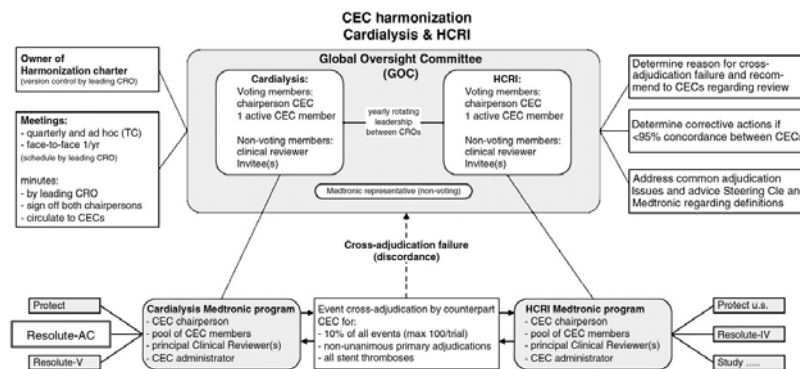 CEC harmonization
Cardialysis & HCRI
Global Oversight Committee
(GOC)
Owner of
Harmonization charter
(version control by leading CRO)
Meetings:
- quarterly and ad hoc (TC)
- face-to-face 1/yr
(schedule by leading CRO)
minutes:
- by leading CRO
- sign off both chairpersons
- circulate to CECs
Cardialysis:
Voting members:
chairperson CEC
1 active CEC member
Non-voting members:
clinical reviewer
Invitee(s)
yearly rotating
leadership
between CROs
HCRI:
Voting members:
chairperson CEC
1 active CEC member
Non-voting members:
clinical reviewer
Invitee(s)
Medtronic representative (non-voting)
Determine reason for cross-
adjudication failure and recom-
mend to CECs regarding review
Determine corrective actions if
<95% concordance between CECs
Address common adjudication
Issues and advice Steering Cie an
Medtronic regarding definitions
Cross-adjudication failure
(discordance)
Protect
Resolute-AC
Resolute-V
Cardialysis Medtronic program
- CEC chairperson
- pool of CEC members
- principal Clinical Reviewer(s)
- CEC administrator
Event cross-adjudication by counterpart
CEC for:
- 10% of all events (max 100/trial)
- non-unanimous primary adjudications
- all stent thromboses
HCRI Medtronic program
- CEC chairperson
- pool of CEC members
- principal Clinical Reviewer(s)
- CEC administrator
Protect u.s.
Resolute-IV
Study .....